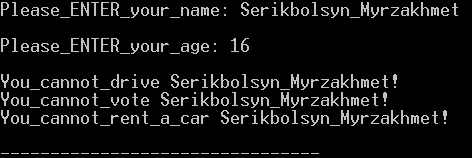 Please_ENTER_your_name: Serikbolsyn_Myrzakhmet
Please_ENTER_your_age: 16
You_cannot_drive Serikbolsyn_Myrzakhmet!
You_cannot_vote Serikbolsyn_Myrzakhmet!
You_cannot_rent_a_car Serikbolsyn_Myrzakhmet!
--------------------------------